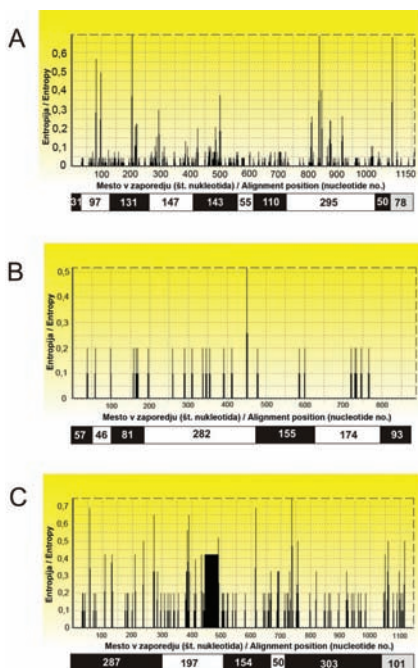 A
Entropija / Entropy
0,6
0,5
0,4
0,3
0,2
0,1
0
100 200 300 400 500 600 700 800 900 1000 1150
Mesto v zaporedju (št. nukleotida) / Alignment position (nucleotide no.)
31 97 131 147 143 55 110 295 50 78
B
Entropija / Entropy
0,5
0,4
0,3
0,2
0,1
0
100 200 300 400 500 600 700 800
Mesto v zaporedju (št. nukleotida) / Alignment position (nucleotide no.)
57 46 81 282 155 174 93
C
Entropija / Entropy
0,7
0,6
0,5
0,4
0,3
0,2
0,1
0
100 200 300 400 500 600 700 800 900 1000 1150
Mesto v zaporedju (št. nukleotida) / Alignment position (nucleotide no.)
287 197 154 50 303 101